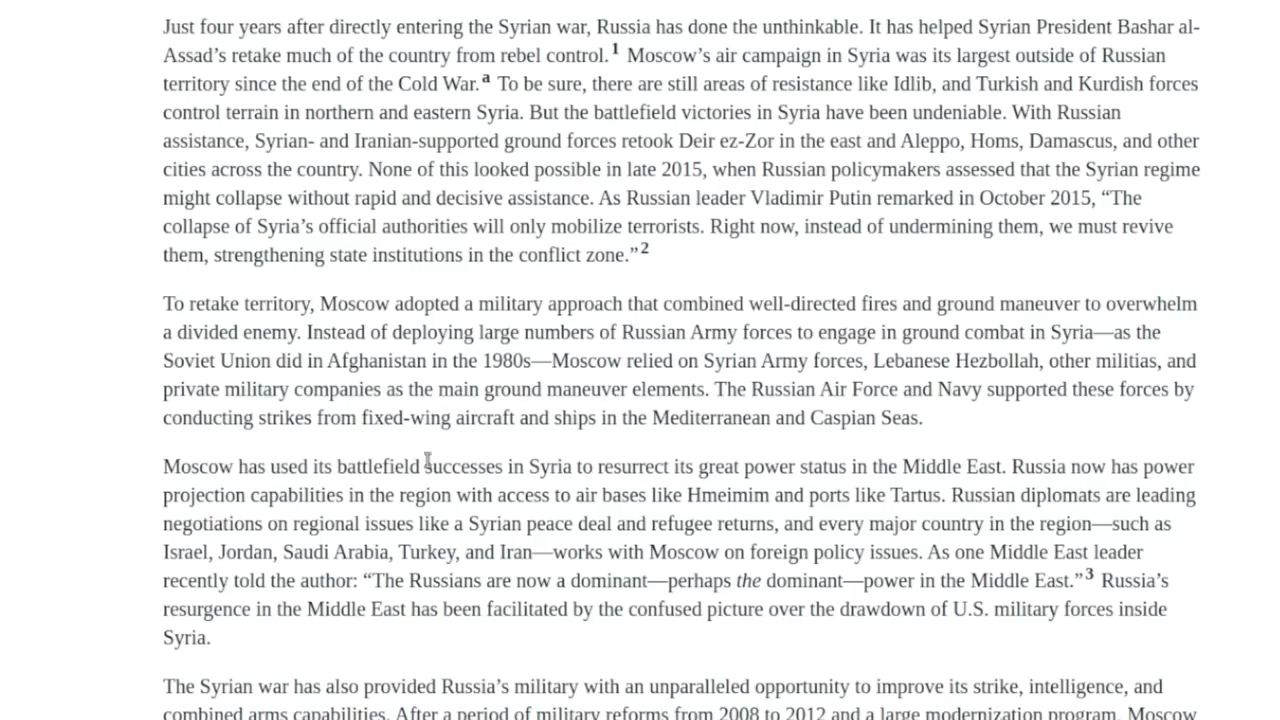 Just four years after directly entering the Syrian war, Russia has done the unthinkable. It has helped Syrian President Bashar al-
Assad’s retake much of the country from rebel control.1 Moscow’s air campaign in Syria was its largest outside of Russian
territory since the end of the Cold War.a To be sure, there are still areas of resistance like Idlib, and Turkish and Kurdish forces
control terrain in northern and eastern Syria. But the battlefield victories in Syria have been undeniable. With Russian
assistance, Syrian- and Iranian-supported ground forces retook Deir ez-Zor in the east and Aleppo, Homs, Damascus, and other
cities across the country. None of this looked possible in late 2015, when Russian policymakers assessed that the Syrian regime
might collapse without rapid and decisive assistance. As Russian leader Vladimir Putin remarked in October 2015, “The
collapse of Syria’s official authorities will only mobilize terrorists. Right now, instead of undermining them, we must revive
them, strengthening state institutions in the conflict zone.”2
To retake territory, Moscow adopted a military approach that combined well-directed fires and ground maneuver to overwhelm
a divided enemy. Instead of deploying large numbers of Russian Army forces to engage in ground combat in Syria—as the
Soviet Union did in Afghanistan in the 1980s—Moscow relied on Syrian Army forces, Lebanese Hezbollah, other militias, and
private military companies as the main ground maneuver elements. The Russian Air Force and Navy supported these forces by
conducting strikes from fixed-wing aircraft and ships in the Mediterranean and Caspian Seas.
Moscow has used its battlefield successes in Syria to resurrect its great power status in the Middle East. Russia now has power
projection capabilities in the region with access to air bases like Hmeimim and ports like Tartus. Russian diplomats are leading
negotiations on regional issues like a Syrian peace deal and refugee returns, and every major country in the region—such as
Israel, Jordan, Saudi Arabia, Turkey, and Iran—works with Moscow on foreign policy issues. As one Middle East leader
recently told the author: “The Russians are now a dominant—perhaps the dominant—power in the Middle East.”3 Russia’s
resurgence in the Middle East has been facilitated by the confused picture over the drawdown of U.S. military forces inside
Syria.
The Syrian war has also provided Russia’s military with an unparalleled opportunity to improve its strike, intelligence, and
combined arms capabilities. After a period of military reforms from 2008 to 2012 and a large modernization program, Moscow